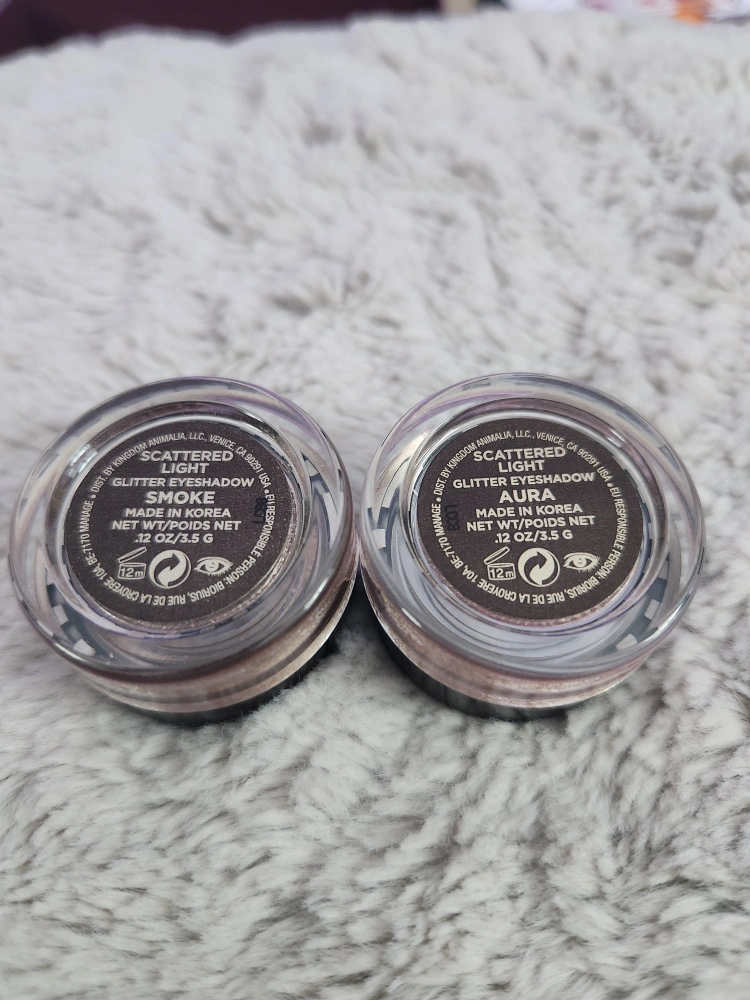 DIST. BY KINGDOM ANIMALIA, LLC., VENICE, CA 90291 USA • EU RESPONSIBLE PERSON: BIORIUS, RUE DE LA CROYERE 10A, BE-7170 MANAGE •
SCATTERED
LIGHT
GLITTER EYESHADOW
SMOKE
MADE IN KOREA
NET WT/POIDS NET
.12 OZ/3.5 G
12m
DIST. BY KINGDOM ANIMALIA, LLC., VENICE, CA 90291 USA • EU RESPONSIBLE PERSON: BIORIUS, RUE DE LA CROYERE 10A, BE-7170 MANAGE •
SCATTERED
LIGHT
GLITTER EYESHADOW
AURA
MADE IN KOREA
NET WT/POIDS NET
.12 OZ/3.5 G
12m